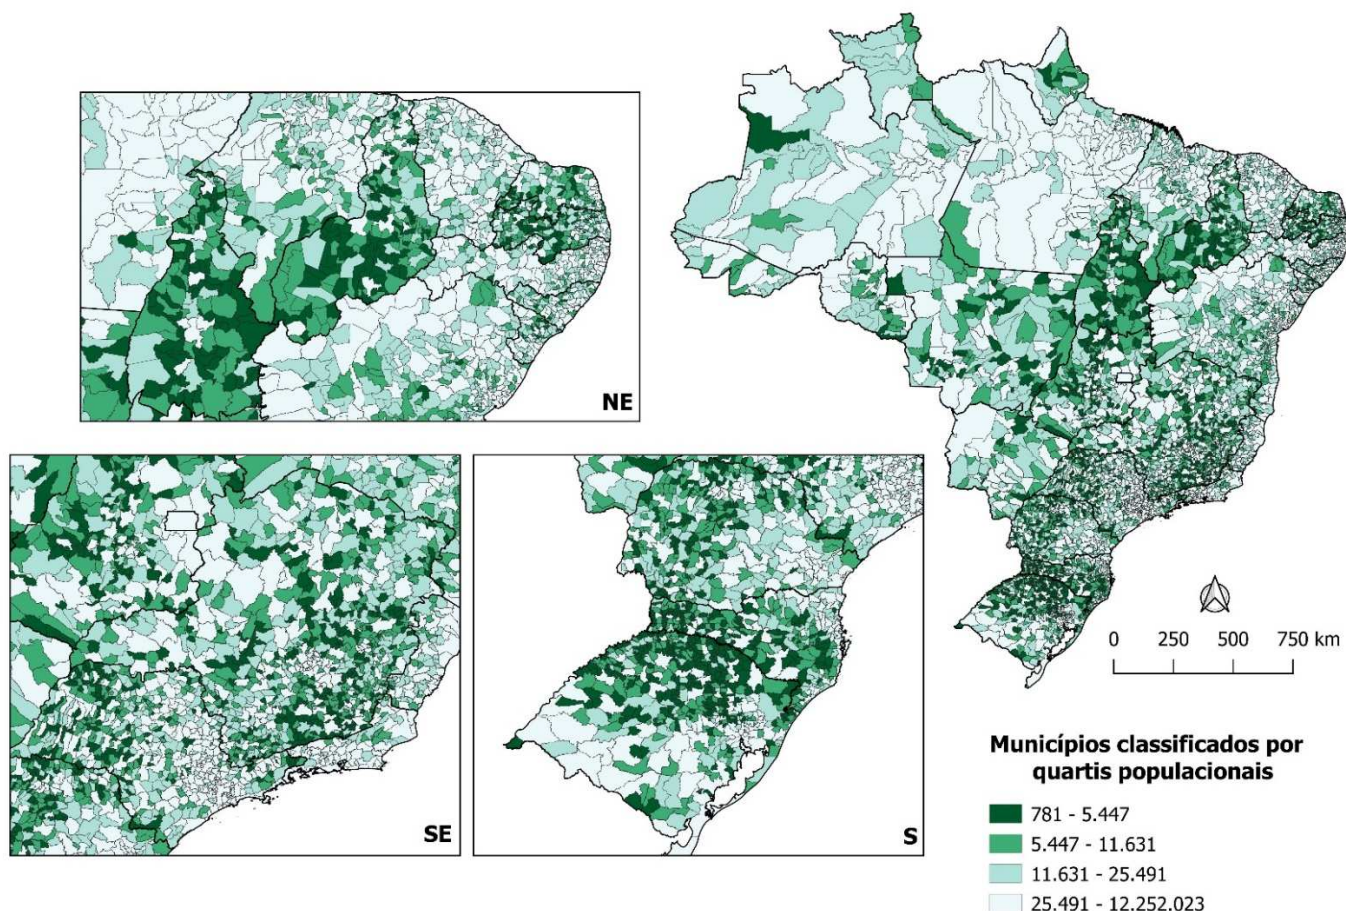 NE
SE
S
0 250 500 750 km
Municípios classificados por
quartis populacionais
781 - 5.447
5.447 - 11.631
11.631 - 25.491
25.491 - 12.252.023